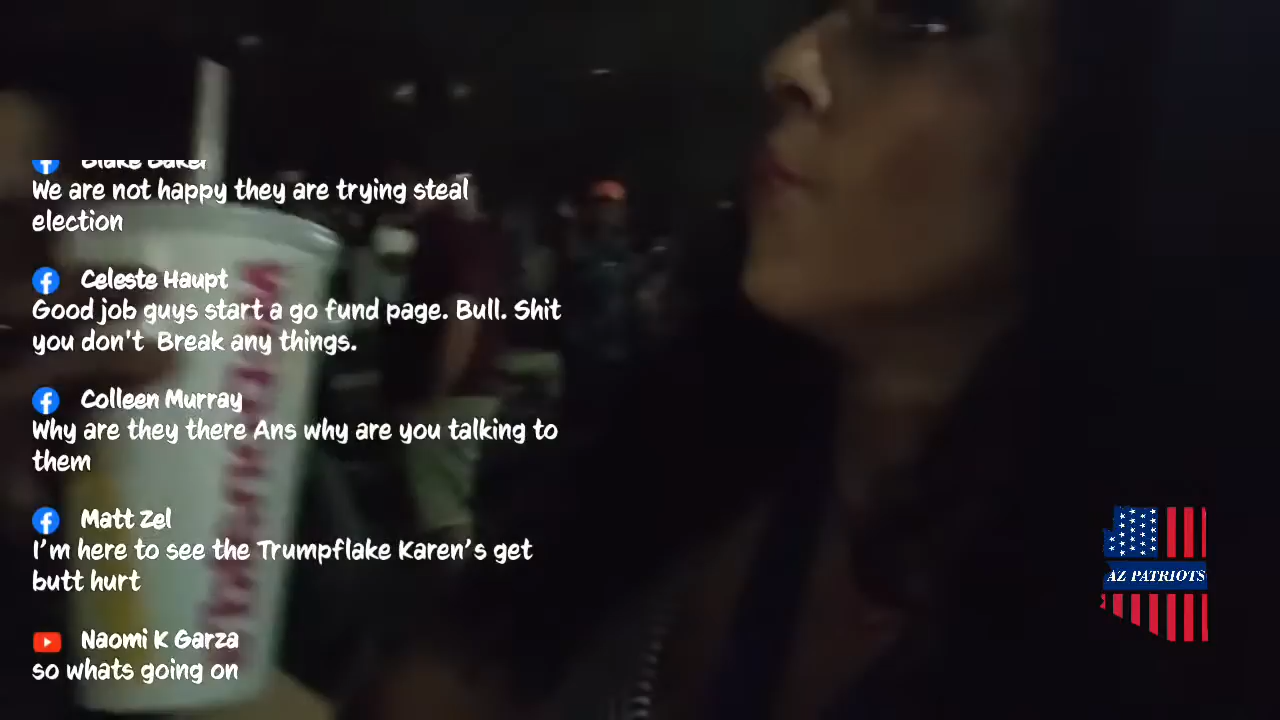 Blake Baker
We are not happy they are trying steal
election
Celeste Haupt
Good job guys start a go fund page. Bull. Shit
you don't Break any things.
Colleen Murray
Why are they there Ans why are you talking to
them
Matt Zel
I'm here to see the Trumpflake Karen's get
butt hurt
Naomi K Garza
so whats going on
AZ PATRIOTS